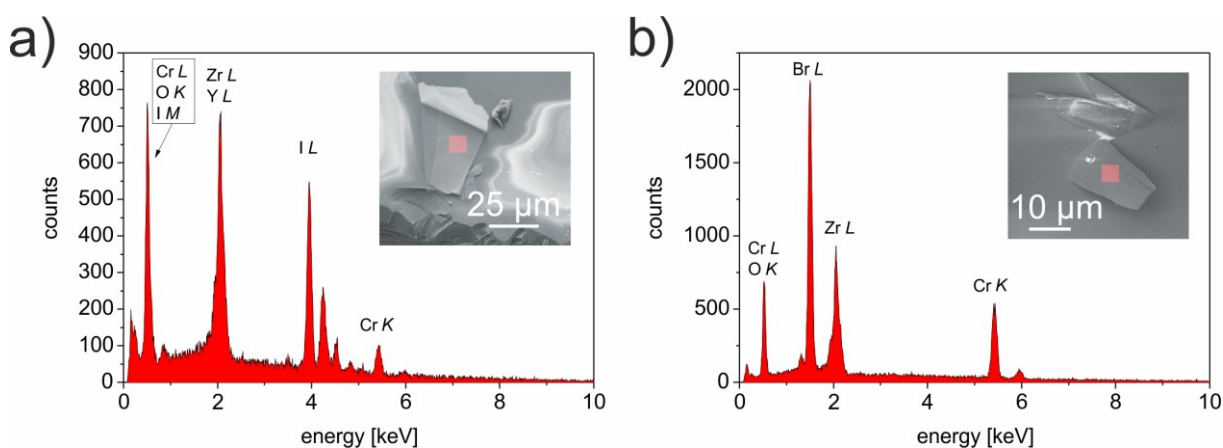 a)
900
800
700
600
500
400
300
200
100
0
counts
Cr L
O K
I M
Zr L
Y L
I L
Cr K
25 µm
0 2 4 6 8 10
energy [keV]
b)
2000
1500
1000
500
0
counts
Cr L
O K
Br L
Zr L
Cr K
10 µm
0 2 4 6 8 10
energy [keV]